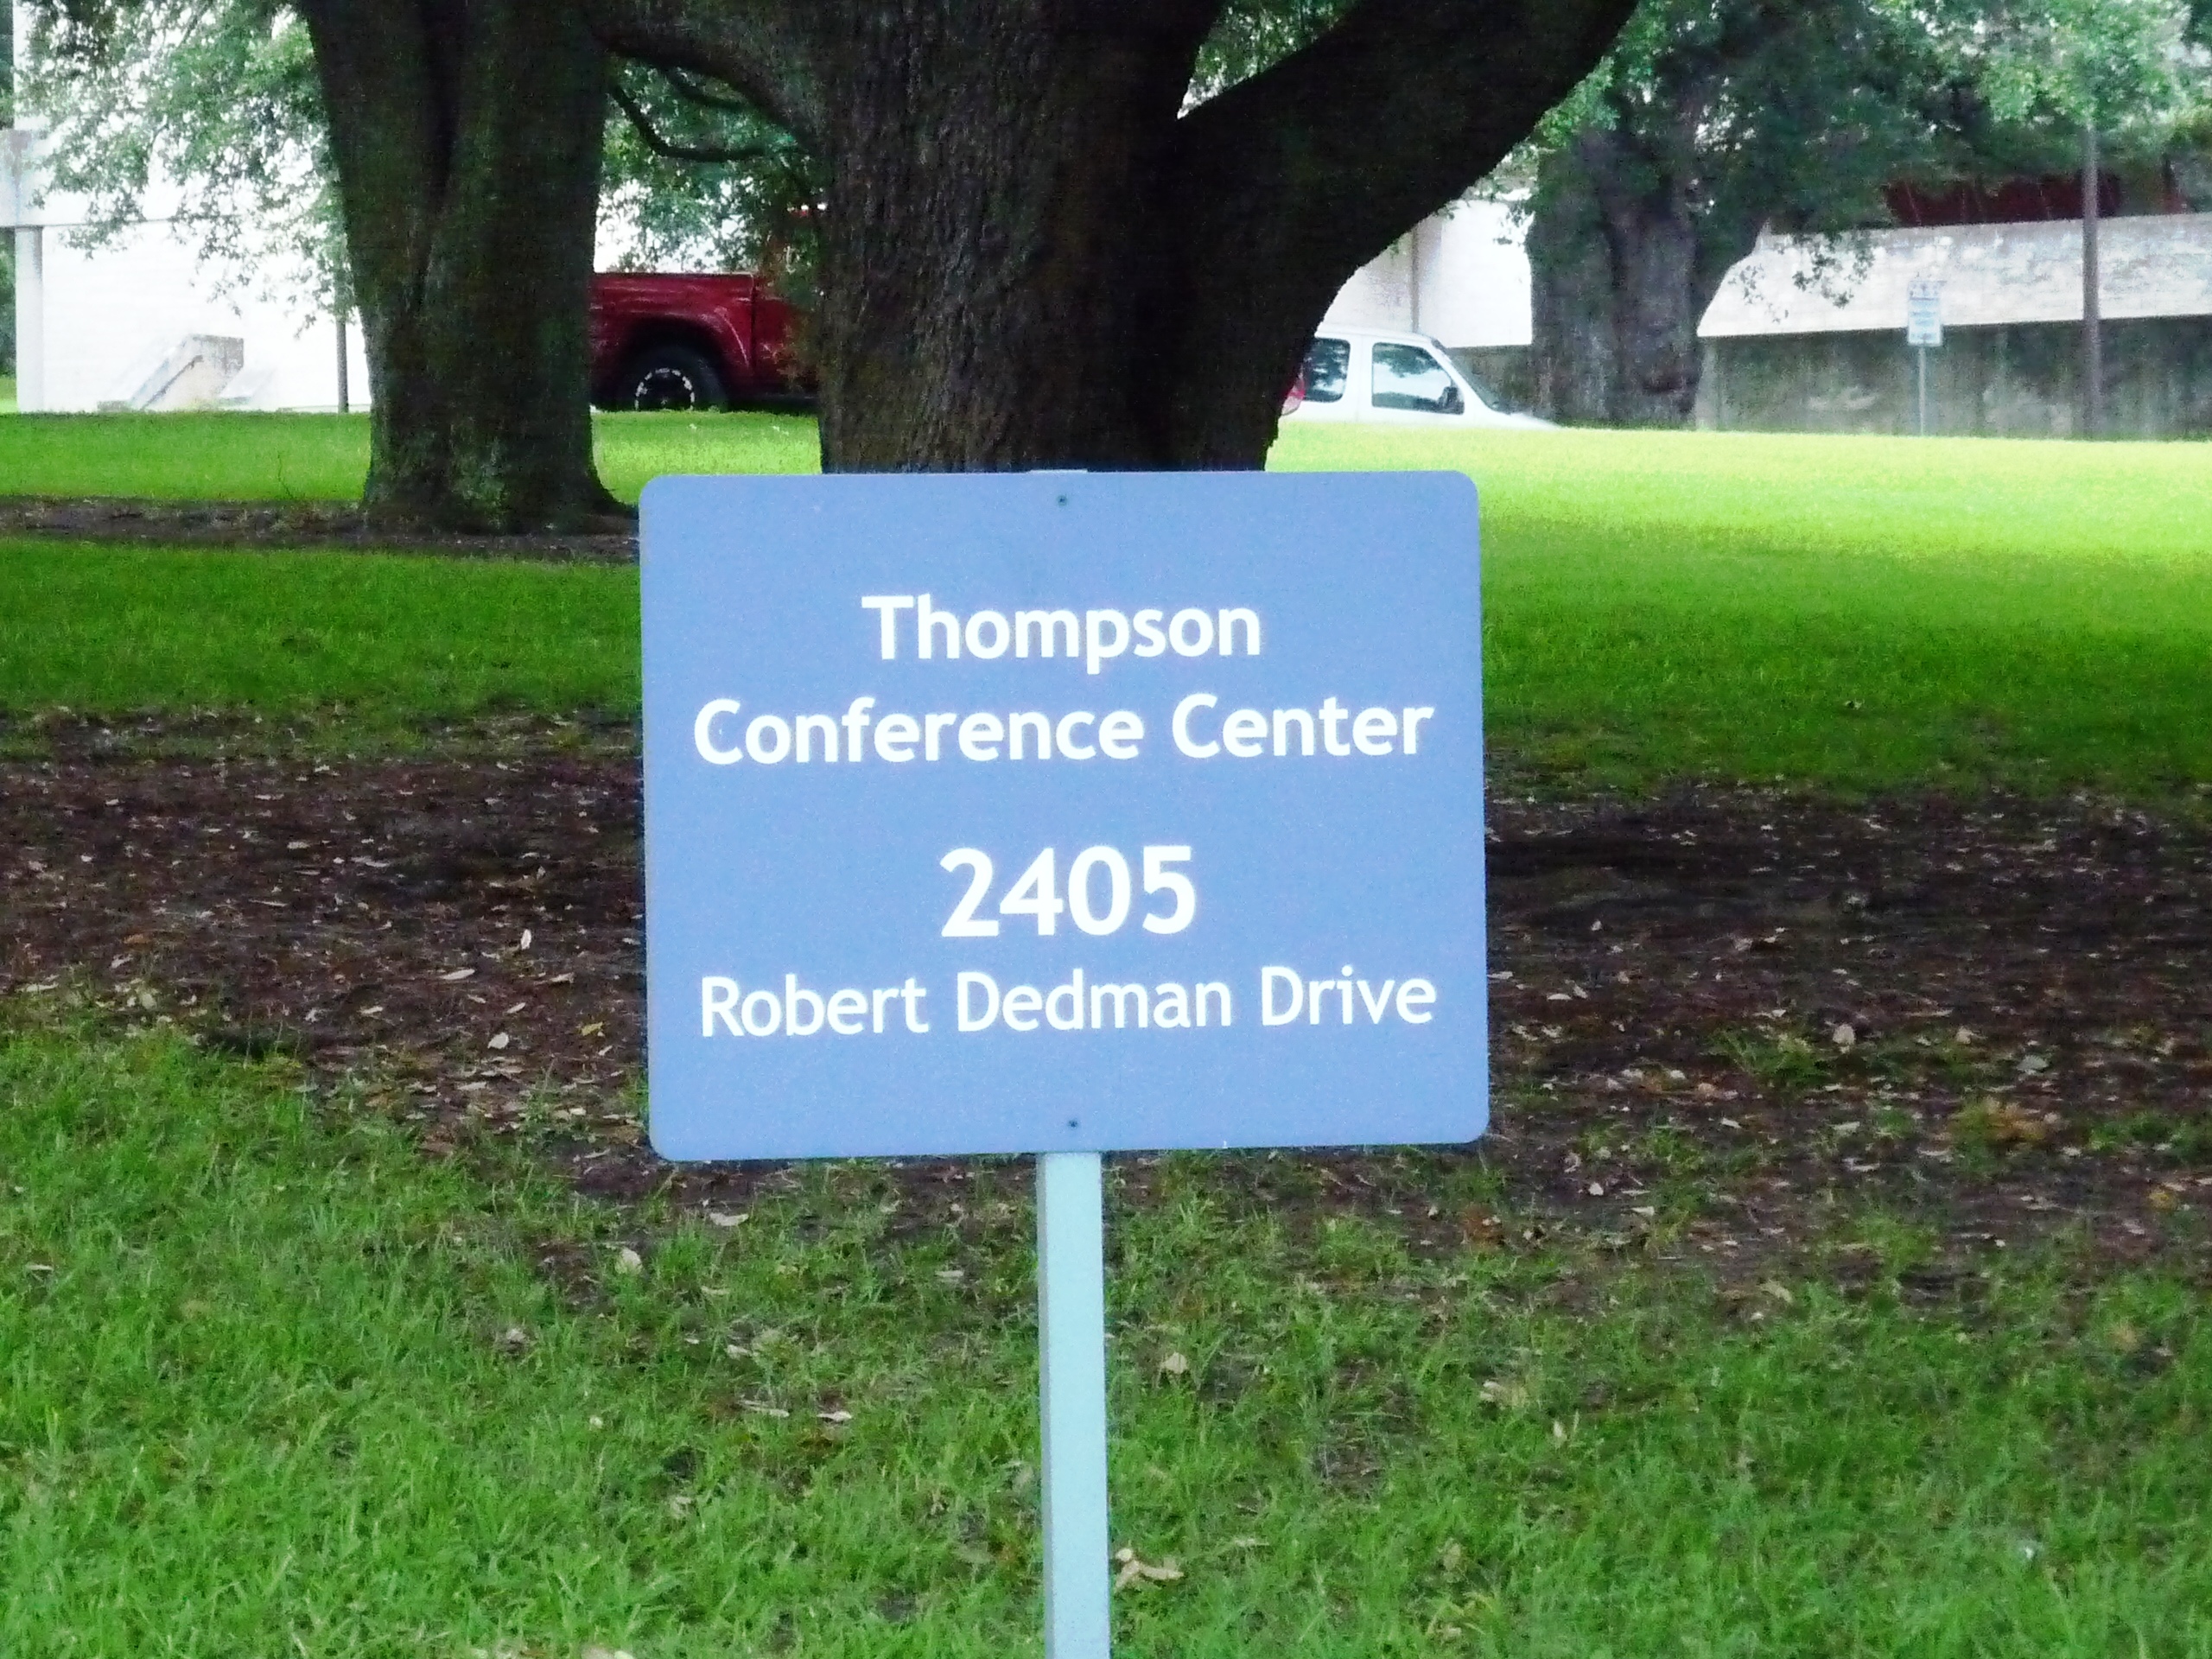 Thompson
Conference Center
2405
Robert Dedman Drive